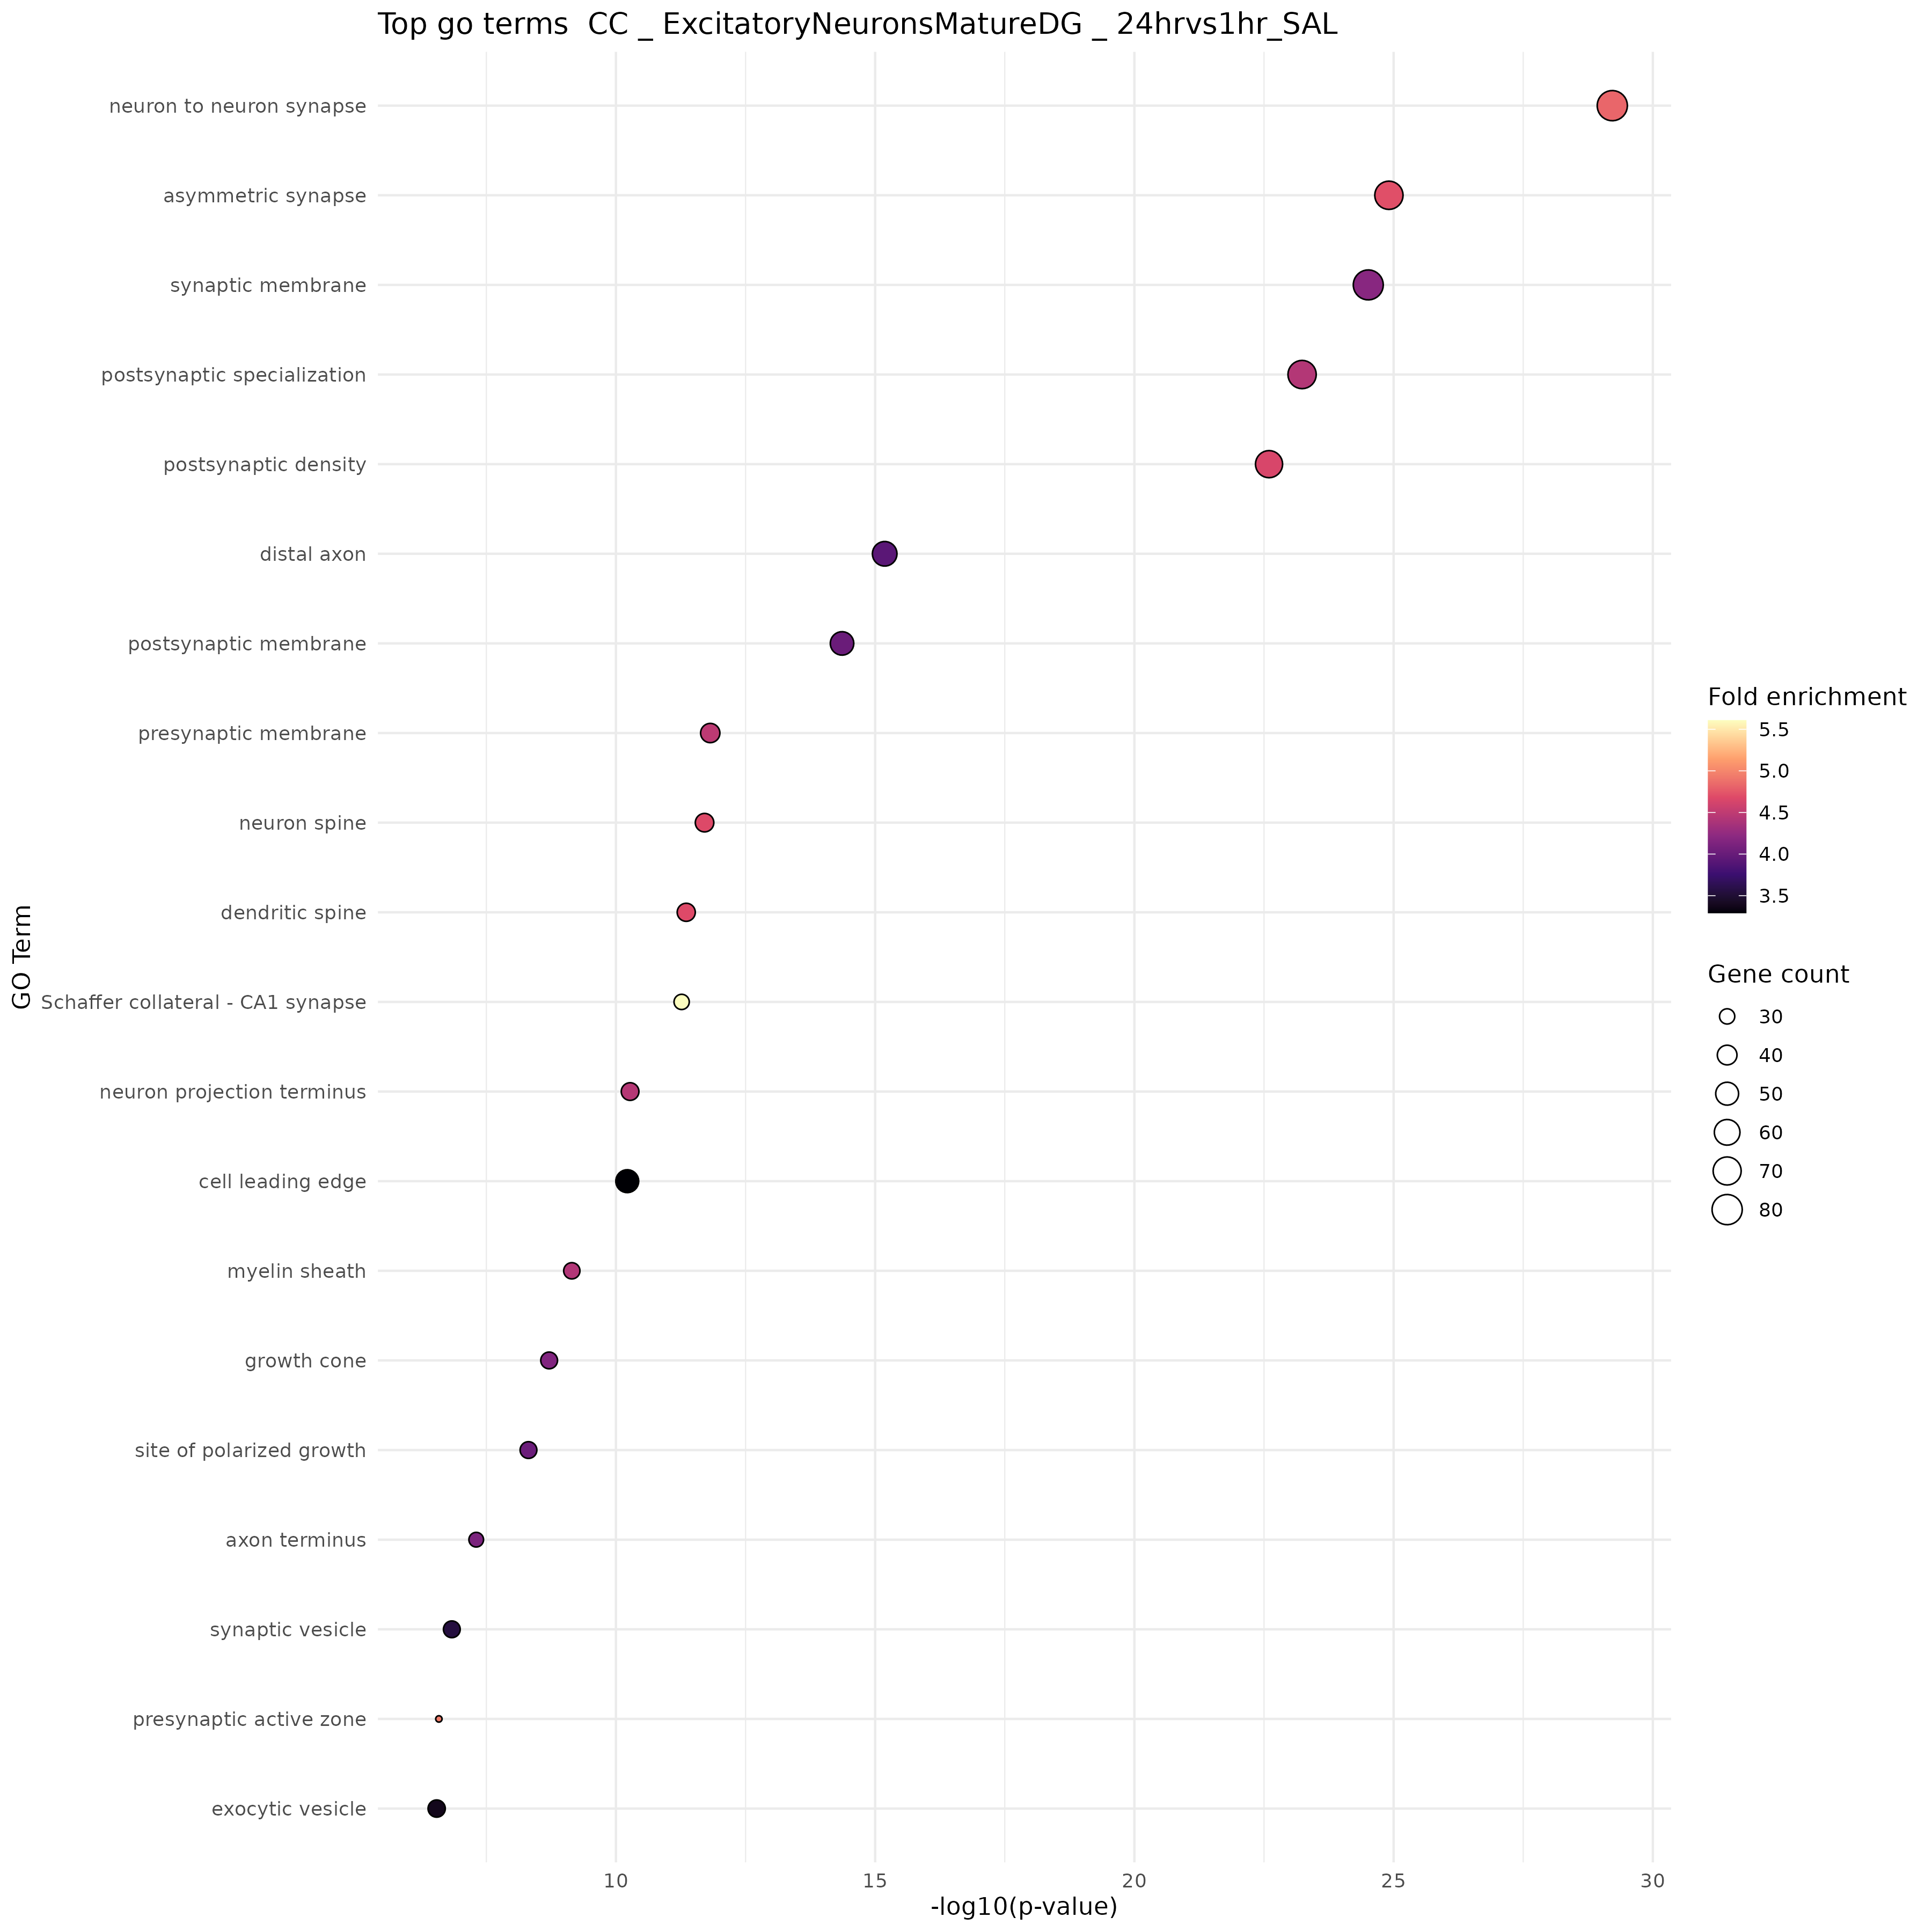 Top go terms  CC _ ExcitatoryNeuronsMatureDG _ 24hrvs1hr_SAL
GO Term
neuron to neuron synapse
asymmetric synapse
synaptic membrane
postsynaptic specialization
postsynaptic density
distal axon
postsynaptic membrane
presynaptic membrane
neuron spine
dendritic spine
Schaffer collateral - CA1 synapse
neuron projection terminus
cell leading edge
myelin sheath
growth cone
site of polarized growth
axon terminus
synaptic vesicle
presynaptic active zone
exocytic vesicle
10 15 20 25 30
-log10(p-value)
Fold enrichment
5.5
5.0
4.5
4.0
3.5
Gene count
30
40
50
60
70
80